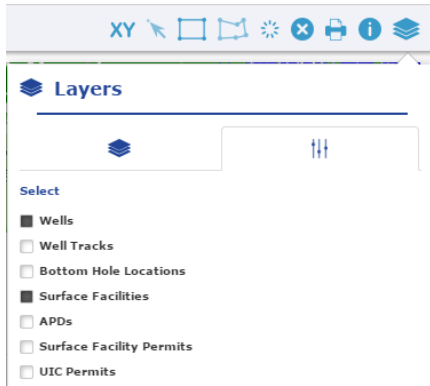 XY
Layers
Select
Wells
Well Tracks
Bottom Hole Locations
Surface Facilities
APDs
Surface Facility Permits
UIC Permits